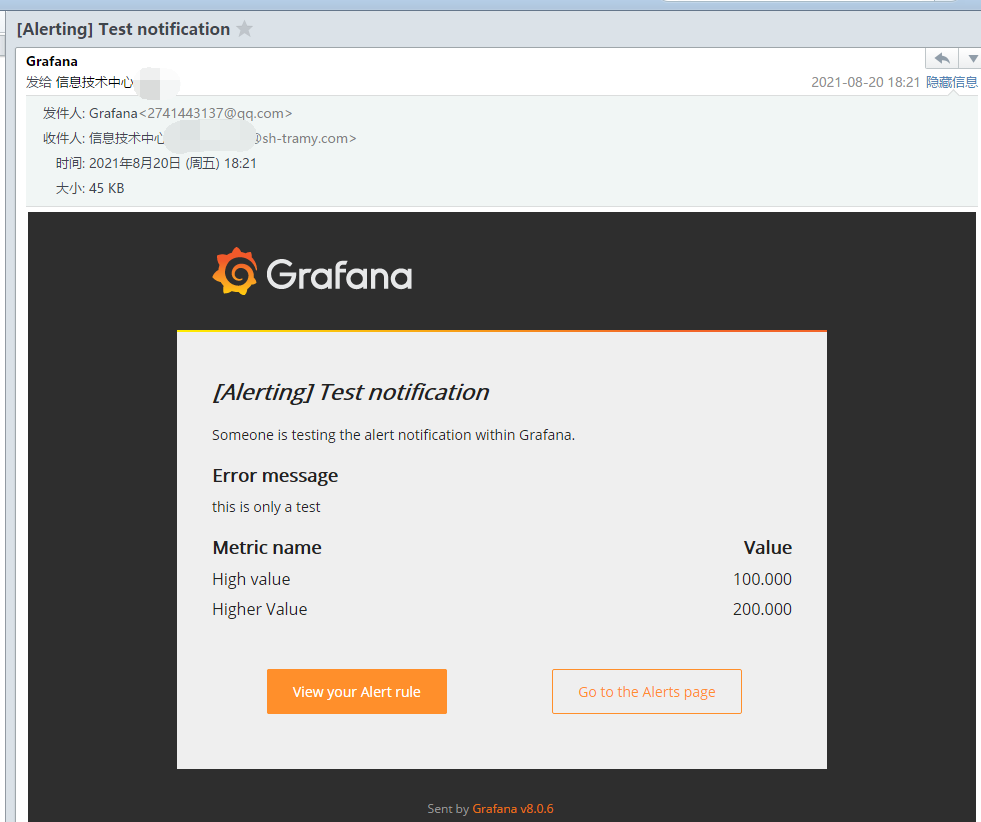 [Alerting] Test notification
Grafana
发给 信息技术中心
2021-08-20 18:21 隐藏信息
发件人: Grafana<2741443137@qq.com>
收件人: 信息技术中心 @sh-tramy.com>
时间: 2021年8月20日 (周五) 18:21
大小: 45 KB
Grafana
[Alerting] Test notification
Someone is testing the alert notification within Grafana.
Error message
this is only a test
Metric name Value
High value 100.000
Higher Value 200.000
View your Alert rule Go to the Alerts page
Sent by Grafana v8.0.6